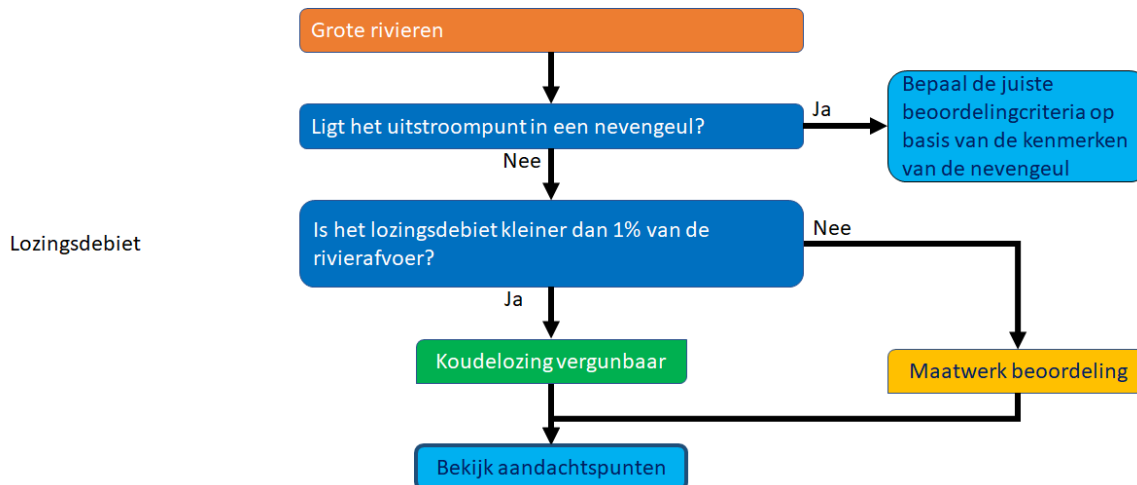 Grote rivieren
Ligt het uitstroompunt in een nevengeul?
Ja
Bepaal de juiste
beoordelingcriteria op
basis van de kenmerken
van de nevengeul
Nee
Lozingsdebiet
Is het lozingsdebiet kleiner dan 1% van de
rivierafvoer?
Nee
Ja
Koudelozing vergunbaar
Maatwerk beoordeling
Bekijk aandachtspunten